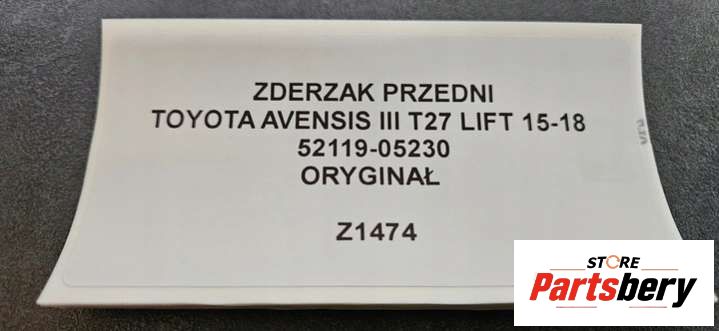 ZDERZAK PRZEDNI
TOYOTA AVENSIS III T27 LIFT 15-18
52119-05230
ORYGINAŁ
Z1474
STORE
Partsbery